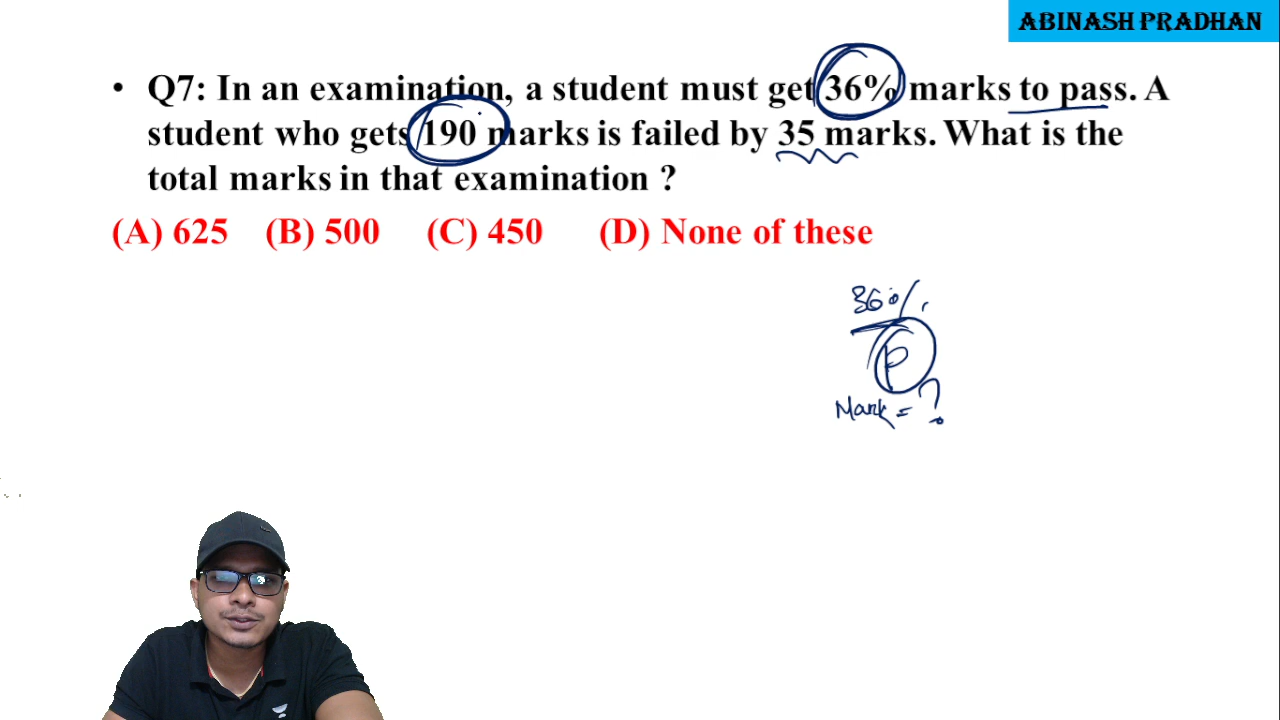 ABINASH PRADHAN
• Q7: In an examination, a student must get 36% marks to pass. A
student who gets 190 marks is failed by 35 marks. What is the
total marks in that examination ?
(A) 625 (B) 500 (C) 450 (D) None of these
36%
P
Mark = ?